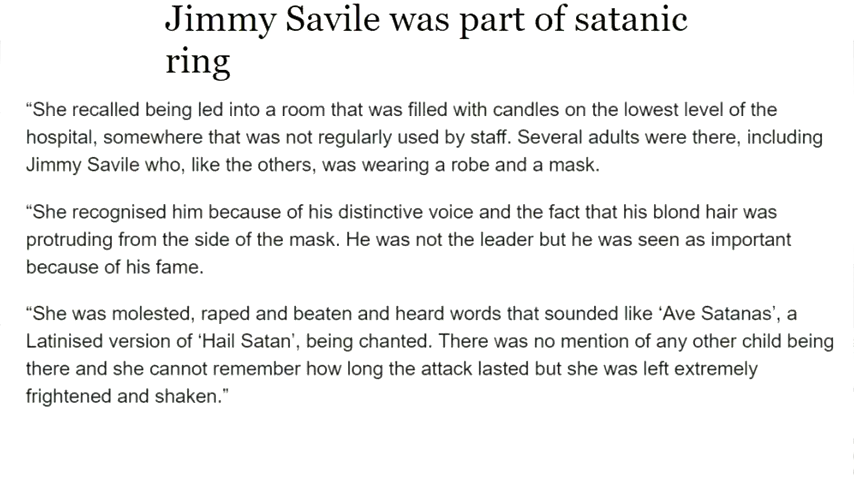 Jimmy Savile was part of satanic
ring
“She recalled being led into a room that was filled with candles on the lowest level of the
hospital, somewhere that was not regularly used by staff. Several adults were there, including
Jimmy Savile who, like the others, was wearing a robe and a mask.
“She recognised him because of his distinctive voice and the fact that his blond hair was
protruding from the side of the mask. He was not the leader but he was seen as important
because of his fame.
“She was molested, raped and beaten and heard words that sounded like ‘Ave Satanas’, a
Latinised version of ‘Hail Satan’, being chanted. There was no mention of any other child being
there and she cannot remember how long the attack lasted but she was left extremely
frightened and shaken.”